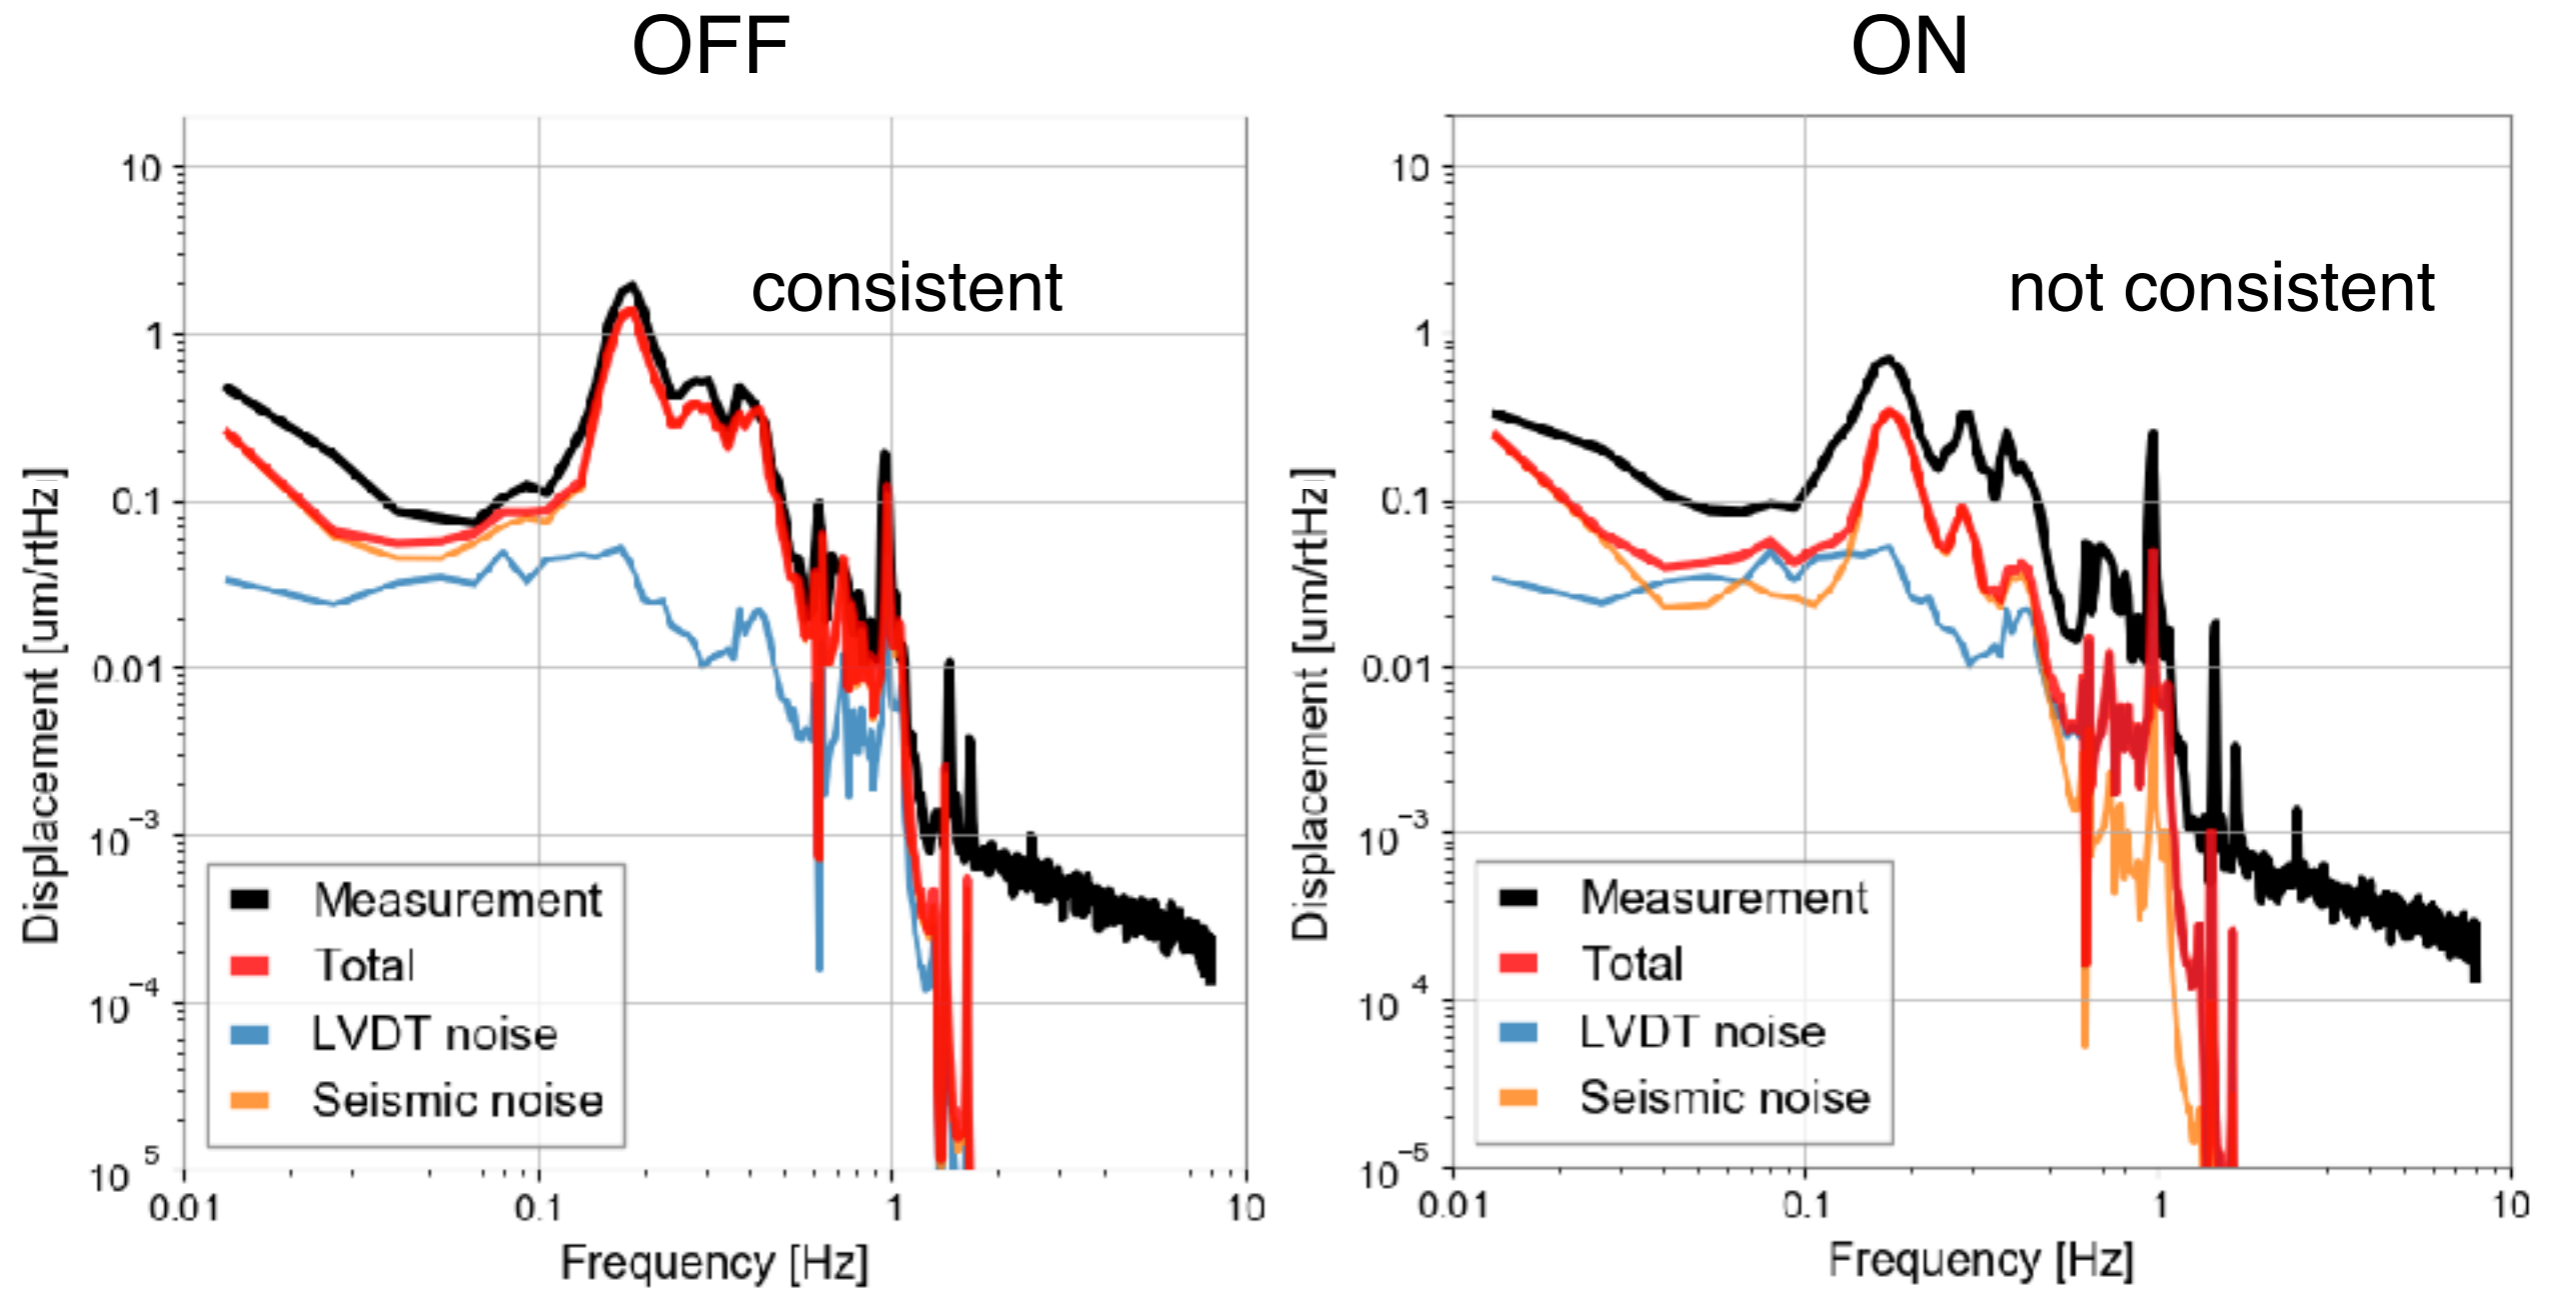 OFF
consistent
10
1
0.1
0.01
10−3
10−4
10 5
0.01 0.1 1 10
Displacement [um/rtHz]
Frequency [Hz]
Measurement
Total
LVDT noise
Seismic noise
ON
not consistent
10
1
0.1
0.01
10−3
10 4
10−5
0.01 0.1 1 10
Displacement [um/rtHz]
Frequency [Hz]
Measurement
Total
LVDT noise
Seismic noise